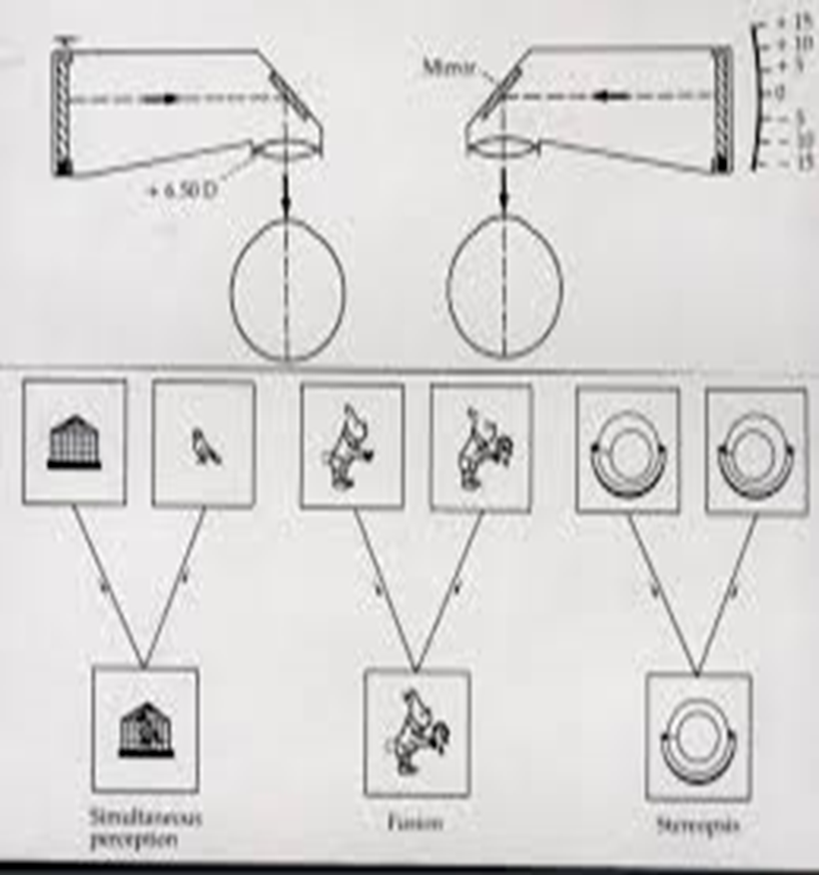 + 15
+ 10
+ 5
0
- 5
- 10
- 15
Mirror
+ 6.50 D
Simultaneous
perception
Fusion
Stereopsis